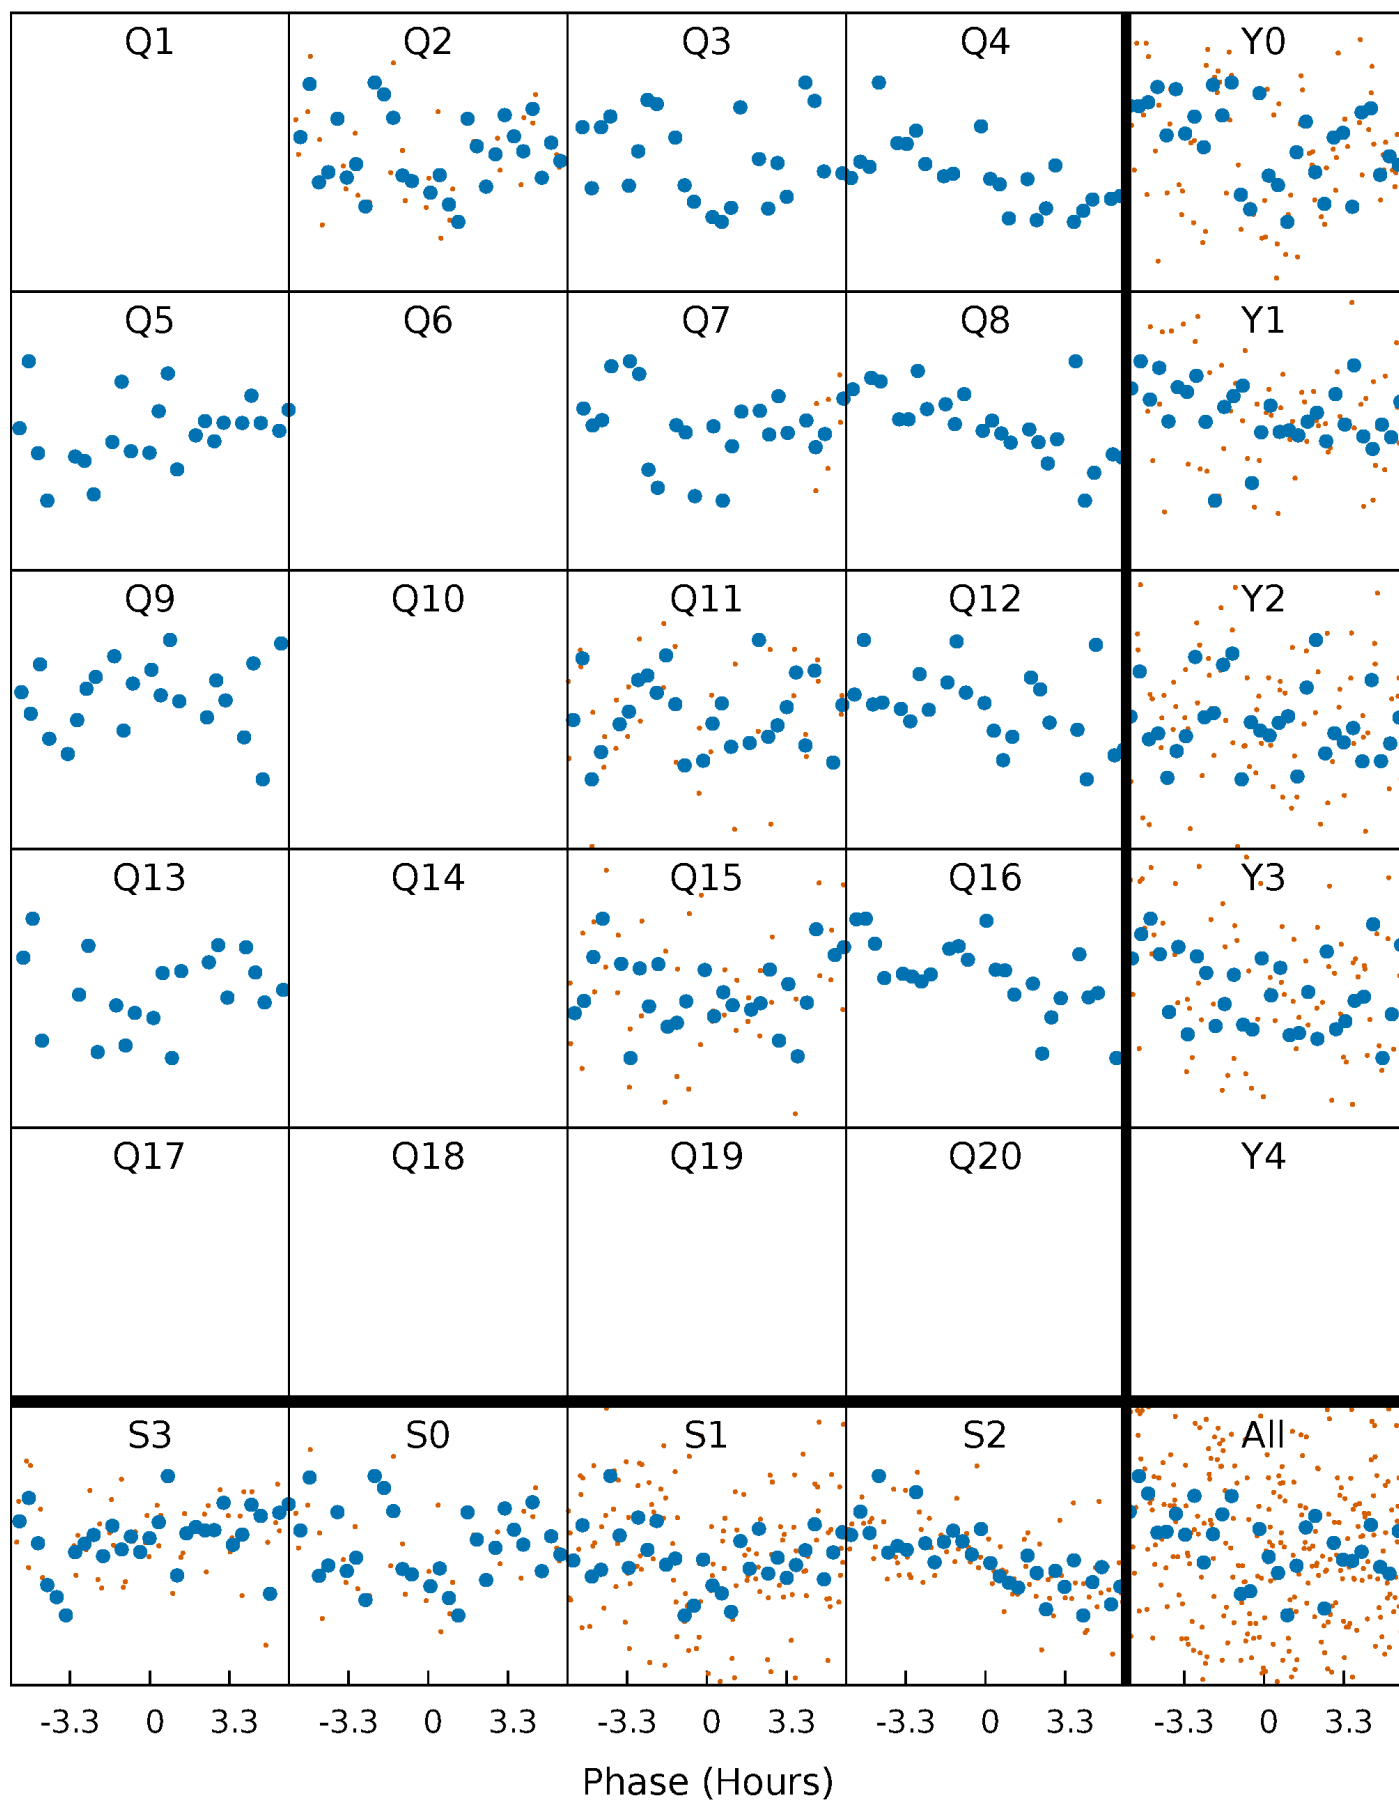 Q1 Q2 Q3 Q4 Y0
Q5 Q6 Q7 Q8 Y1
Q9 Q10 Q11 Q12 Y2
Q13 Q14 Q15 Q16 Y3
Q17 Q18 Q19 Q20 Y4
S3 S0 S1 S2 All
-3.3 0 3.3 -3.3 0 3.3 -3.3 0 3.3 -3.3 0 3.3 -3.3 0 3.3
Phase (Hours)